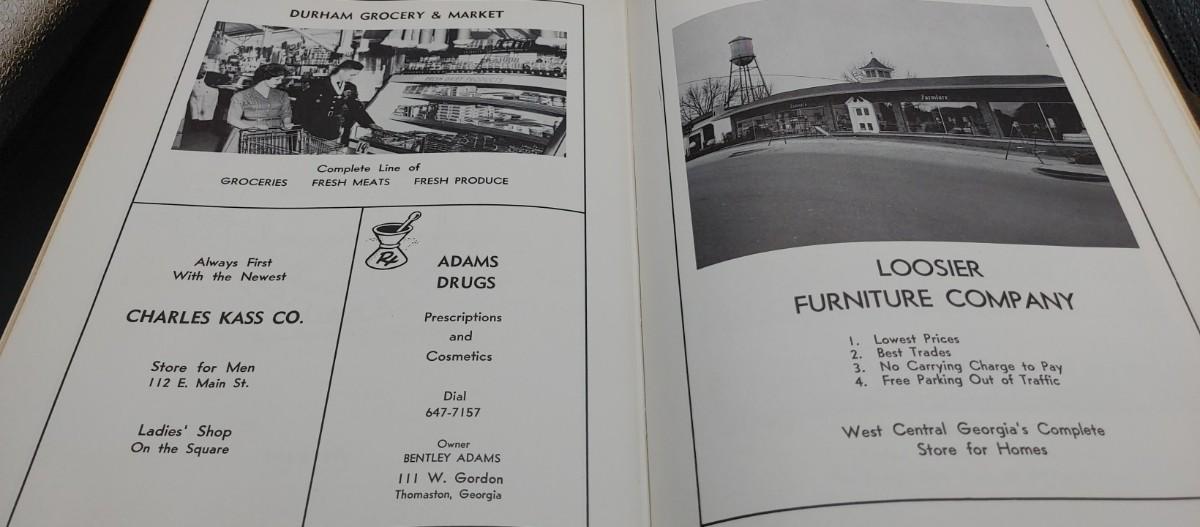 DURHAM GROCERY & MARKET
Complete Line of
GROCERIES FRESH MEATS FRESH PRODUCE
Always First
With the Newest
CHARLES KASS CO.
Store for Men
112 E. Main St.
Ladies' Shop
On the Square
Rx
ADAMS
DRUGS
Prescriptions
and
Cosmetics
Dial
647-7157
Owner
BENTLEY ADAMS
111 W. Gordon
Thomaston, Georgia
Furniture
LOOSIER
FURNITURE COMPANY
1. Lowest Prices
2. Best Trades
3. No Carrying Charge to Pay
4. Free Parking Out of Traffic
West Central Georgia's Complete
Store for Homes